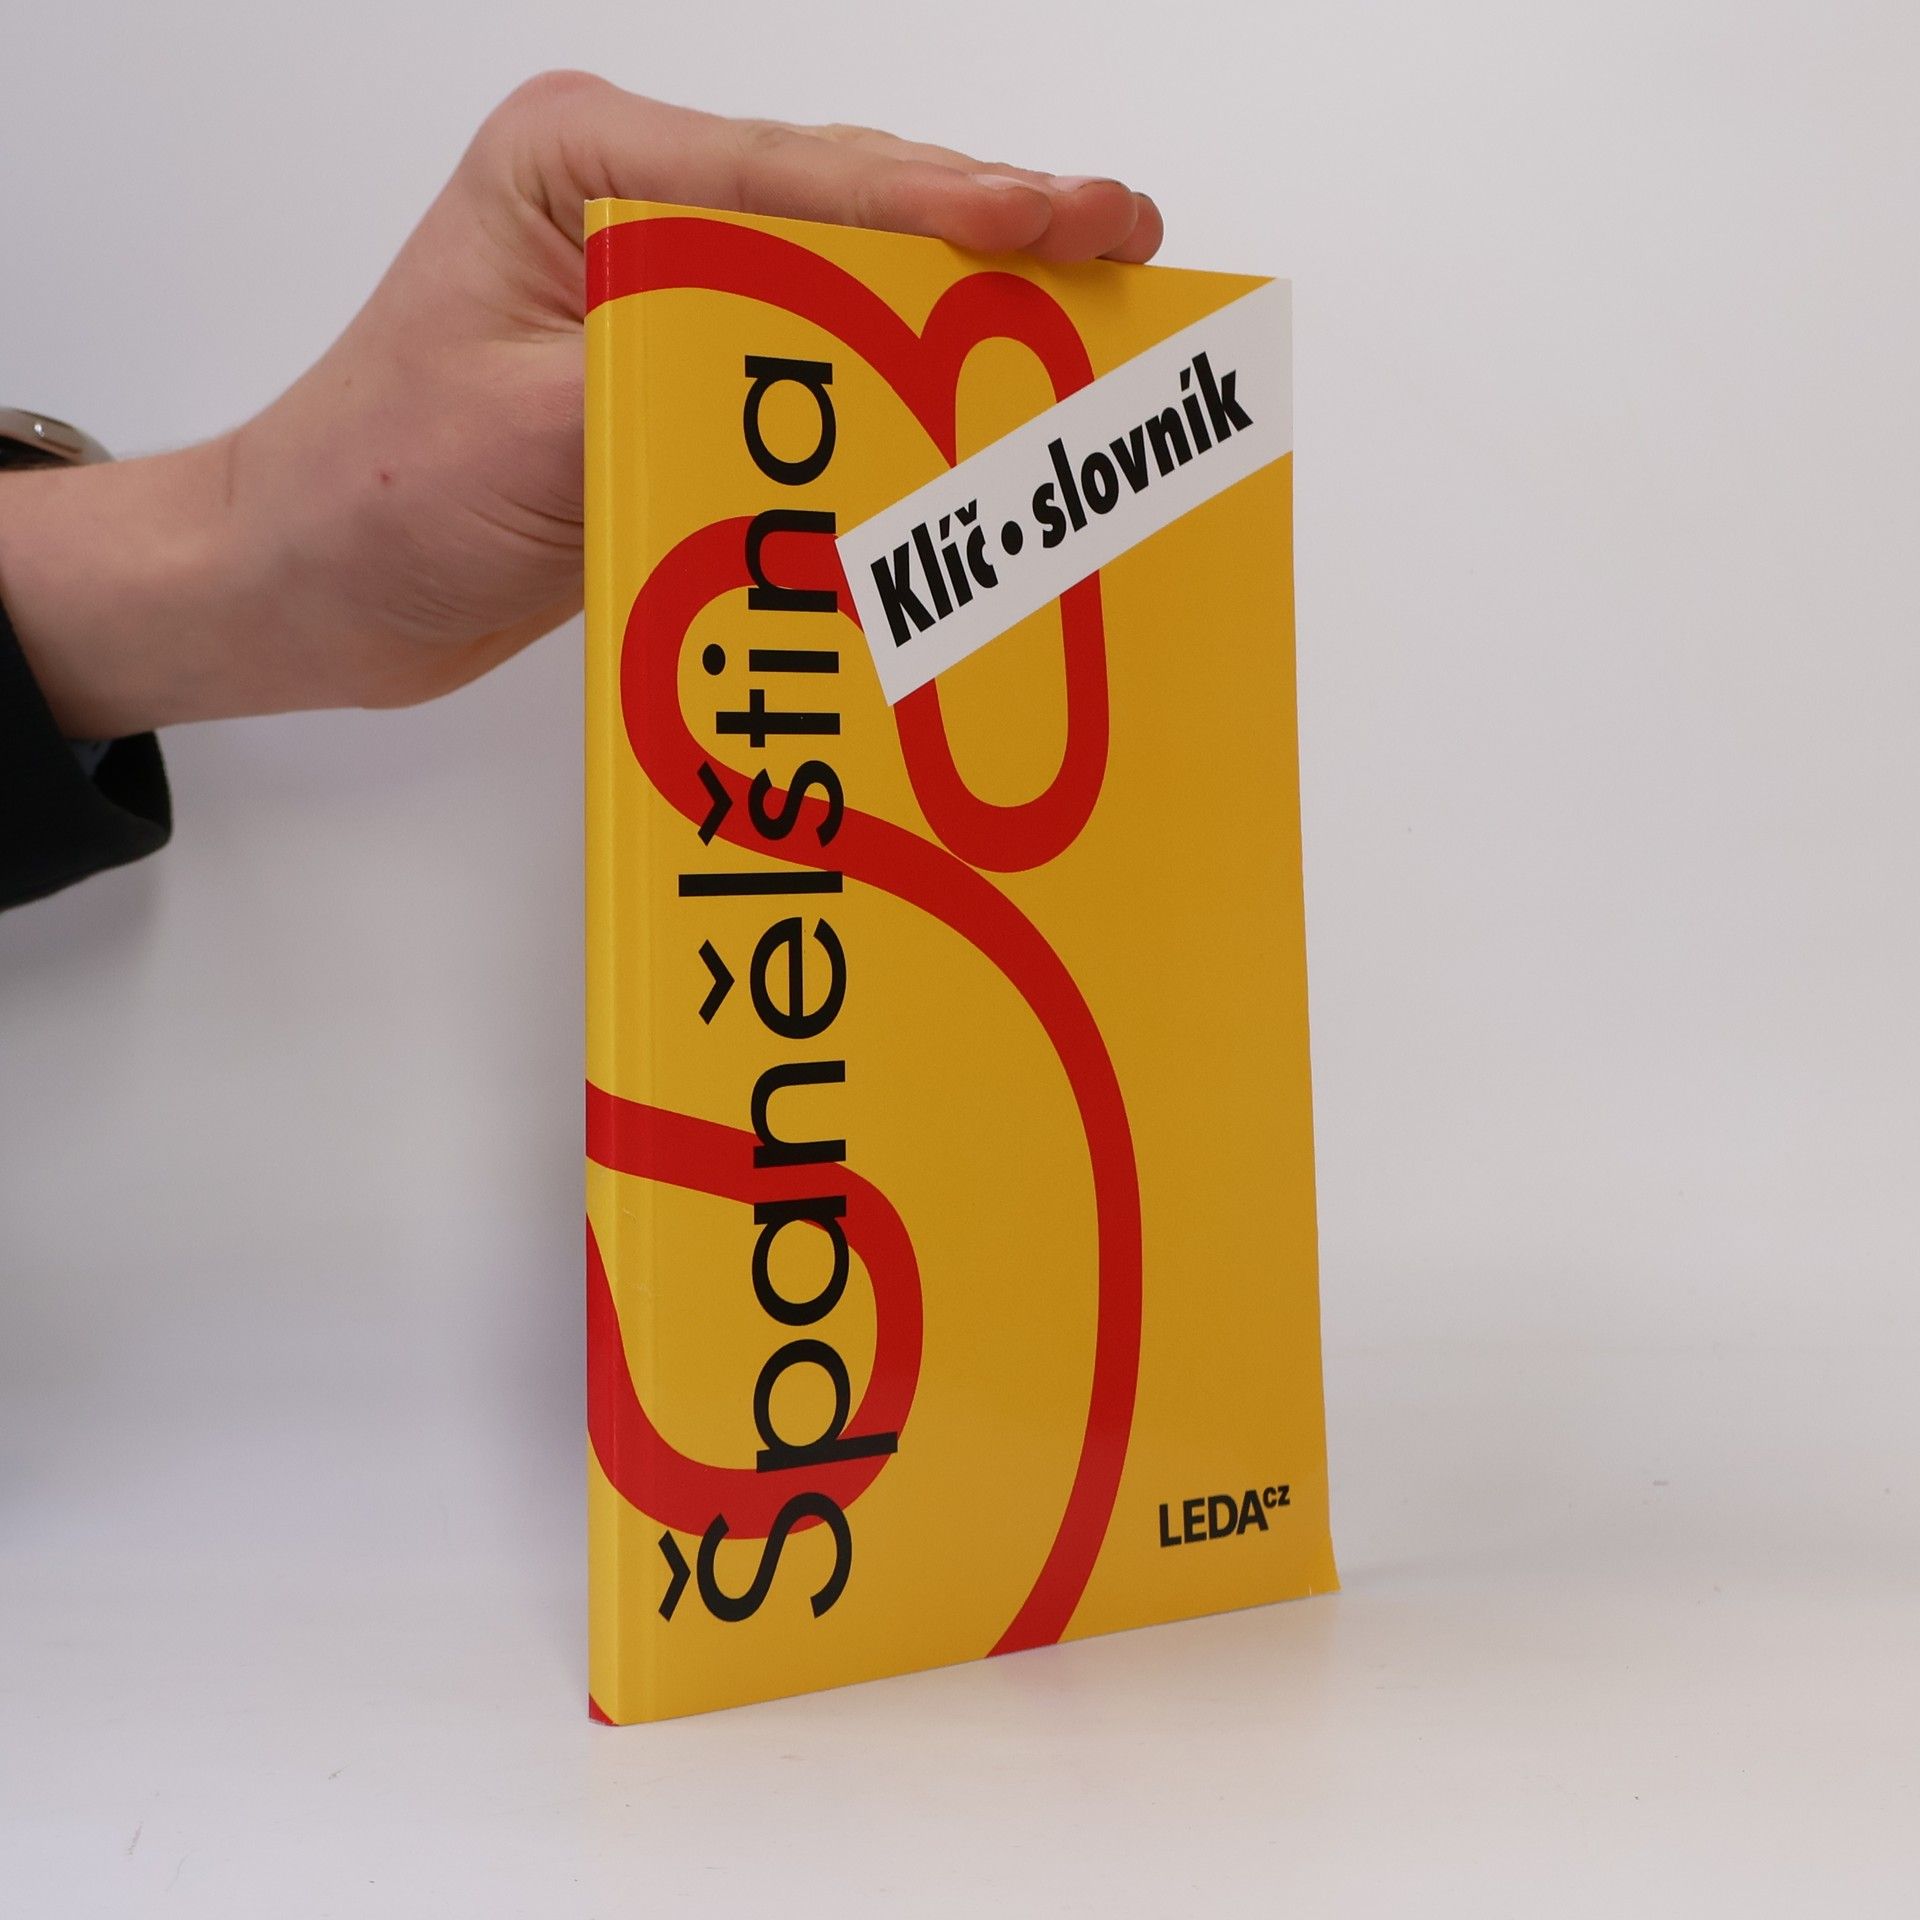 Španělština
Klíč • slovník
LEDAcz